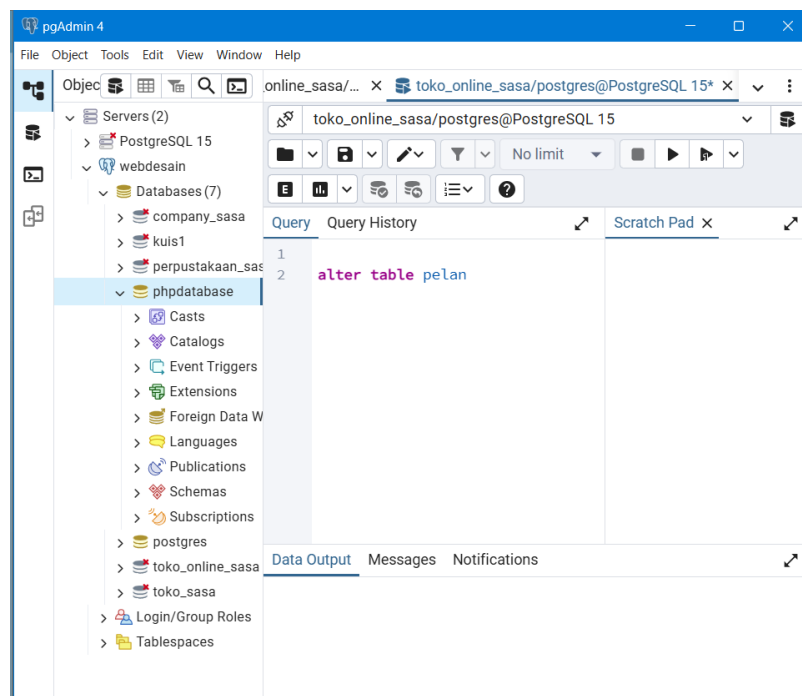 pgAdmin 4
File Object Tools Edit View Window Help
Objec
_online_sasa/...
toko_online_sasa/postgres@PostgreSQL 15*
Servers (2)
PostgreSQL 15
webdesain
Databases (7)
company_sasa
kuis1
perpustakaan_sas
phpdatabase
Casts
Catalogs
Event Triggers
Extensions
Foreign Data W
Languages
Publications
Schemas
Subscriptions
postgres
toko_online_sasa
toko_sasa
Login/Group Roles
Tablespaces
toko_online_sasa/postgres@PostgreSQL 15
No limit
E
Query Query History
Scratch Pad
1
2 alter table pelan
Data Output Messages Notifications